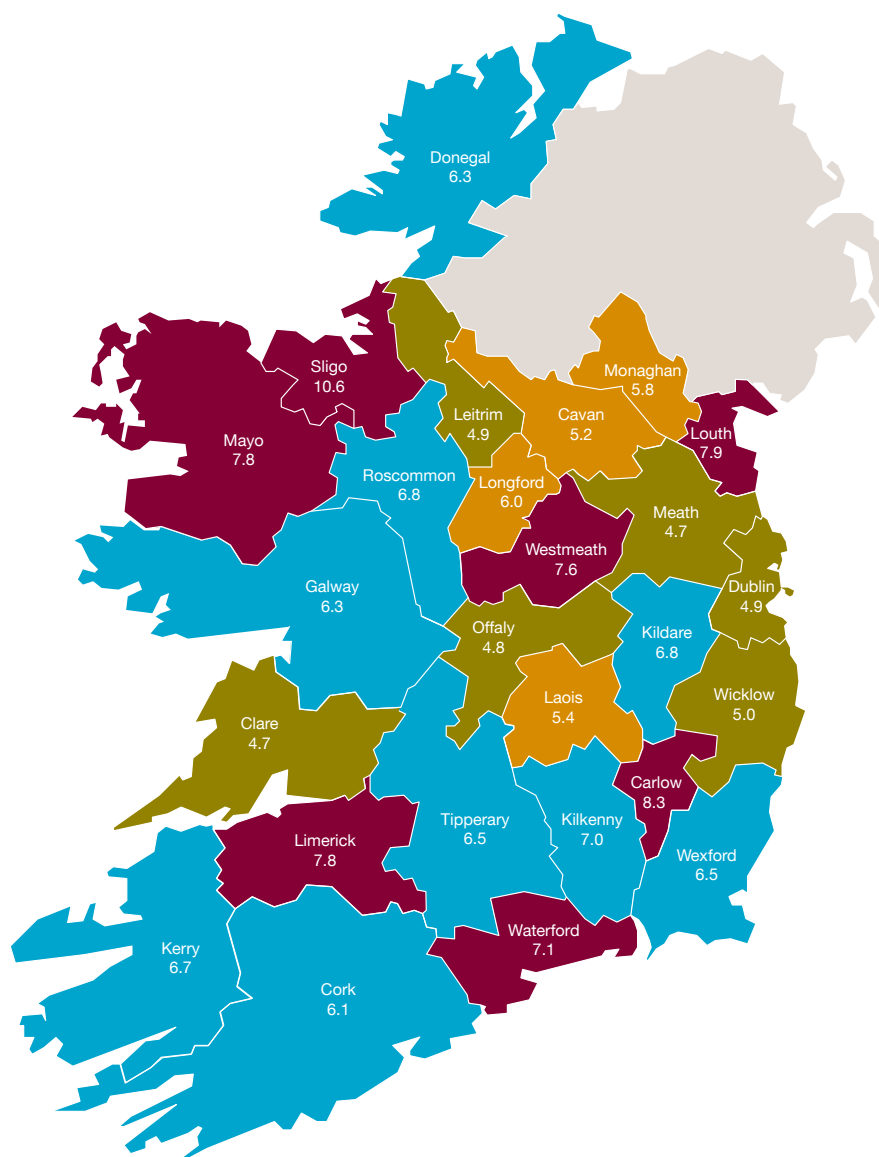 Donegal
6.3
Monaghan
5.8
Sligo
10.6
Leitrim
4.9
Cavan
5.2
Louth
7.9
Mayo
7.8
Roscommon
6.8
Longford
6.0
Meath
4.7
Westmeath
7.6
Galway
6.3
Dublin
4.9
Offaly
4.8
Kildare
6.8
Laois
5.4
Wicklow
5.0
Clare
4.7
Carlow
8.3
Tipperary
6.5
Kilkenny
7.0
Limerick
7.8
Wexford
6.5
Waterford
7.1
Kerry
6.7
Cork
6.1